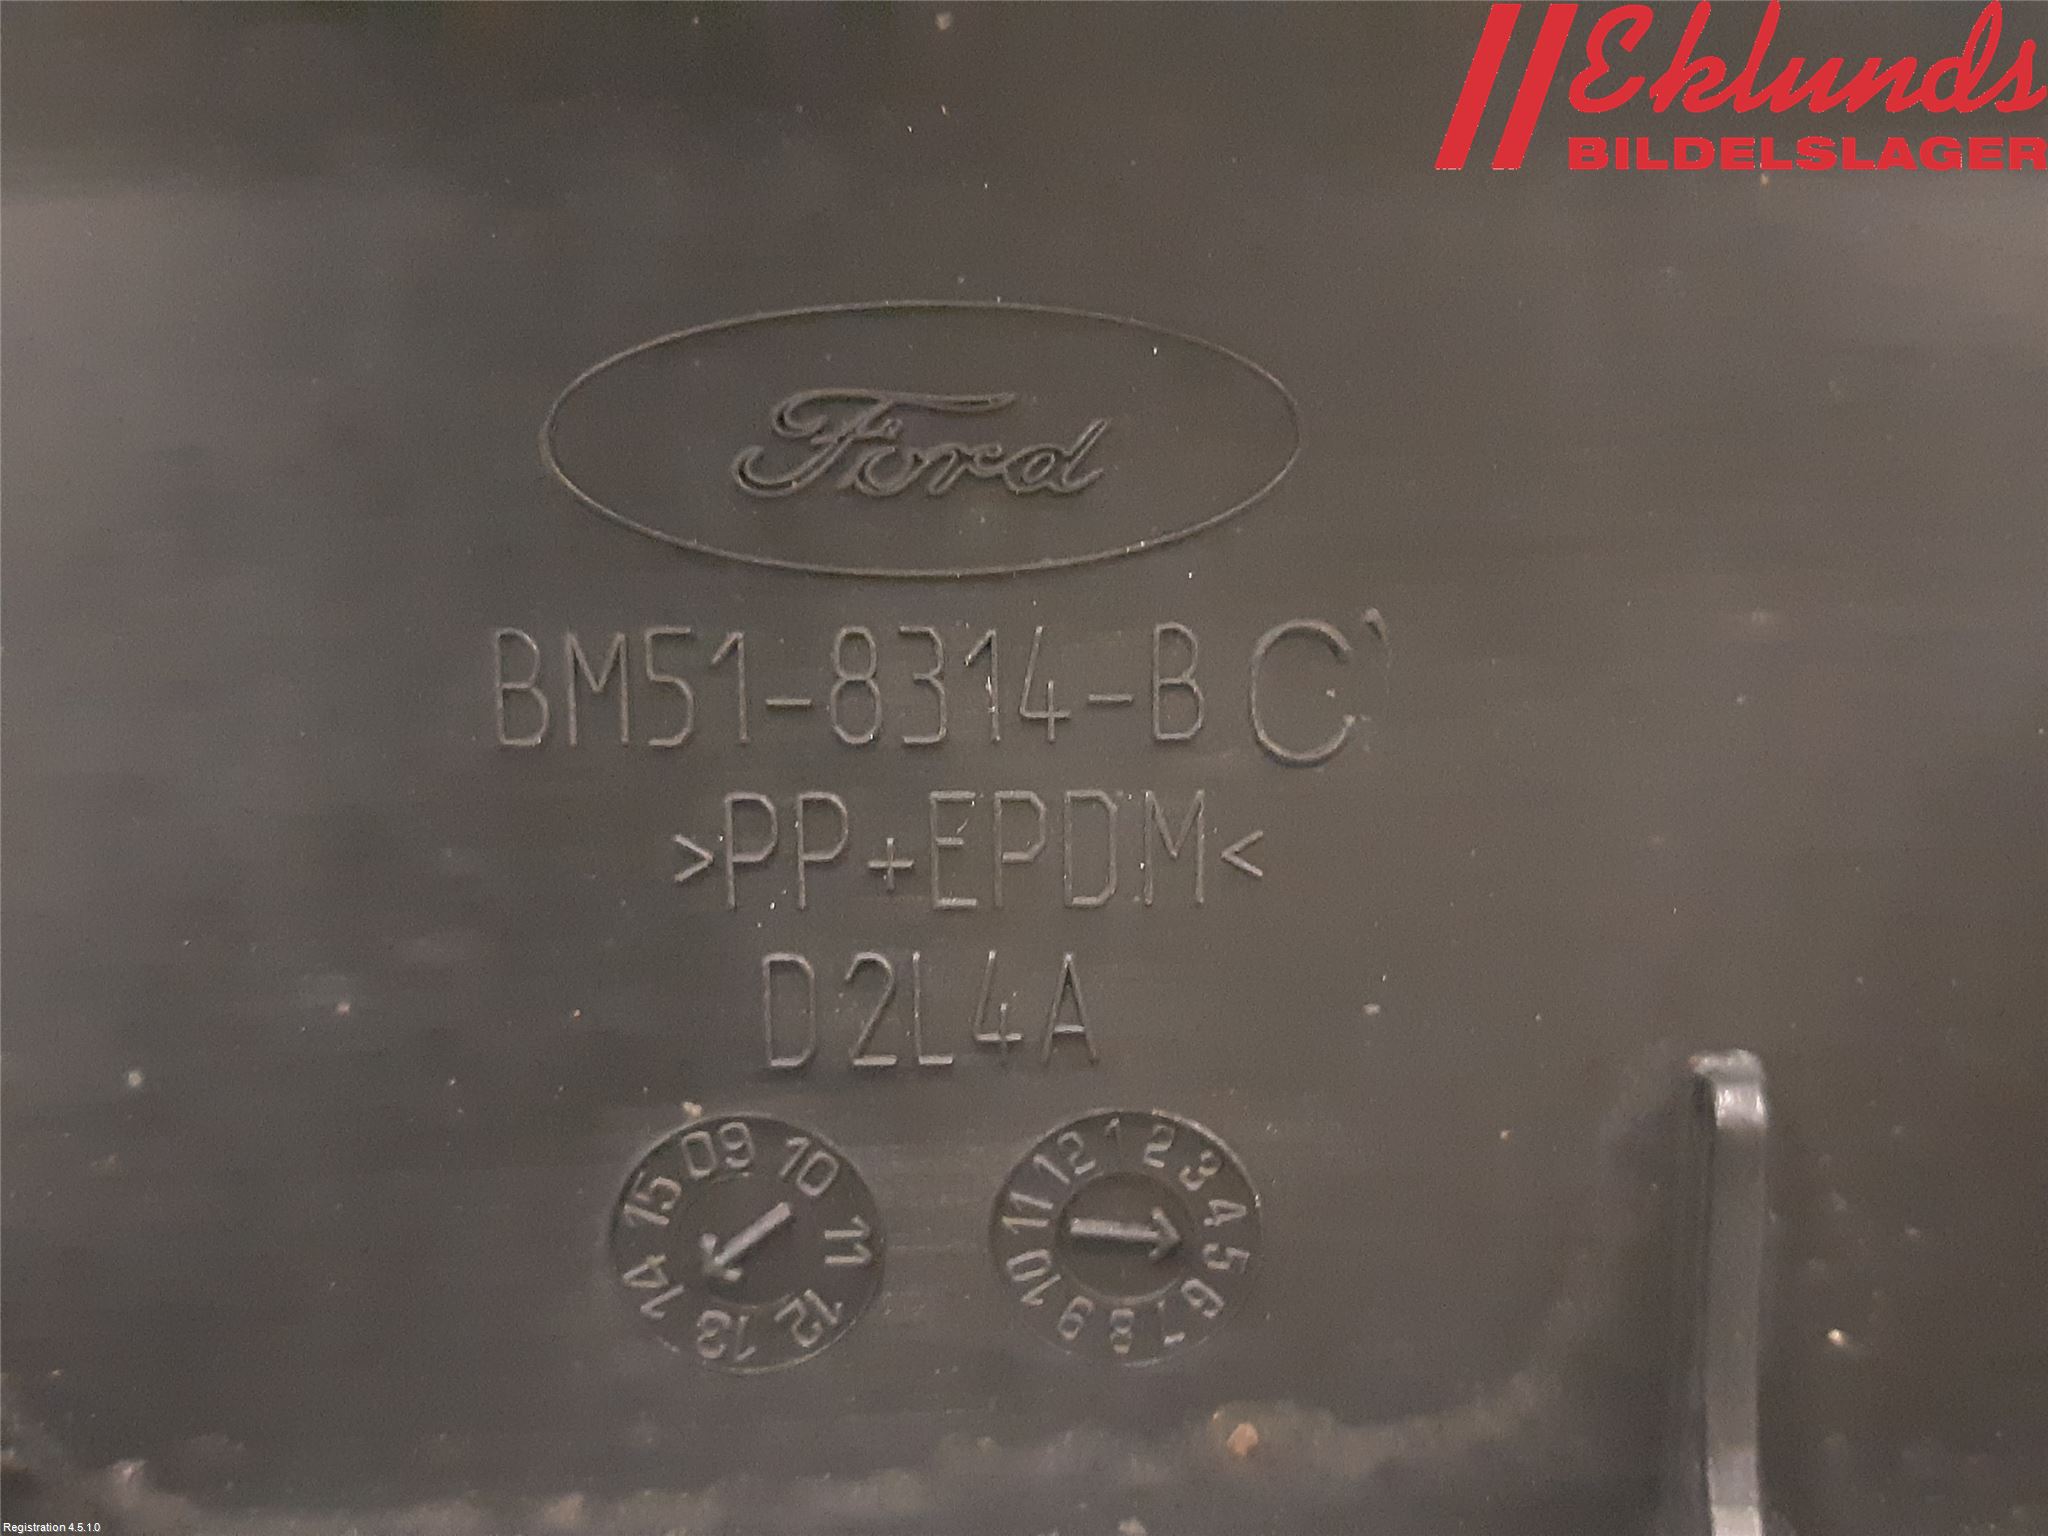 Eklunds
BILDELSLAGER
Ford
BM51-8314-BC
>PP+EPDM<
D2L4A
09 10 11 12 13 14 15
1 2 3 4 5 6 7 8 9 10 11 12
Registration 4.5.1.0